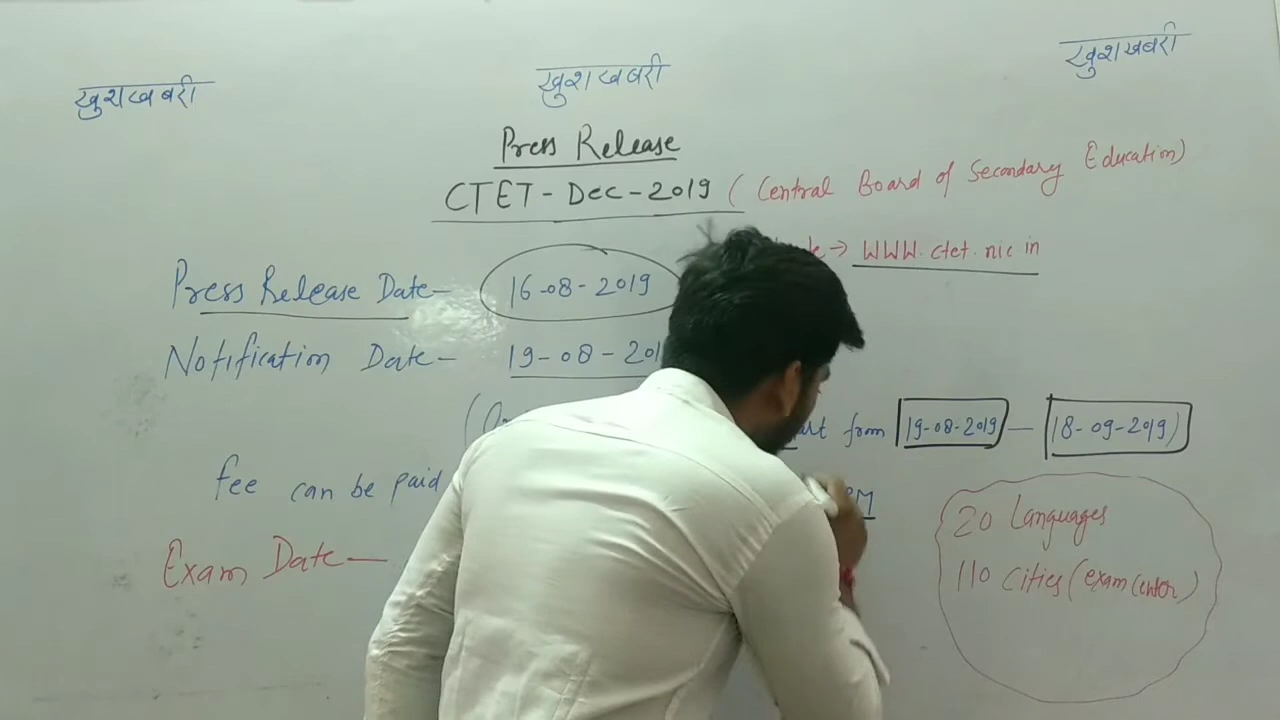 खुशखबरी खुशखबरी खुशखबरी
Press Release
CTET-Dec-2019 (Central Board of Secondary Education)
→ WWW.ctet.nic in
Press Release Date- 16-08-2019
Notification Date- 19-08-201
from 19-08-2019 — 18-09-2019)
fee can be paid PM
20 Languages
Exam Date—
110 Cities (exam center)